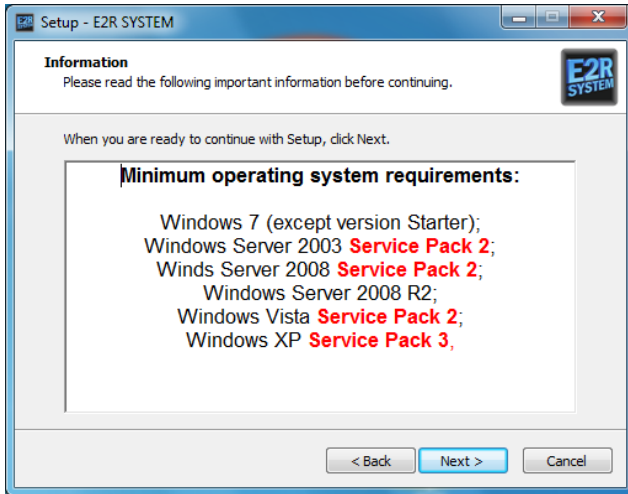 E2R
SYSTEM
Setup - E2R SYSTEM
Information
Please read the following important information before continuing.
E2R
SYSTEM
When you are ready to continue with Setup, click Next.
Minimum operating system requirements:
Windows 7 (except version Starter);
Windows Server 2003 Service Pack 2;
Winds Server 2008 Service Pack 2;
Windows Server 2008 R2;
Windows Vista Service Pack 2;
Windows XP Service Pack 3,
< Back
Next >
Cancel